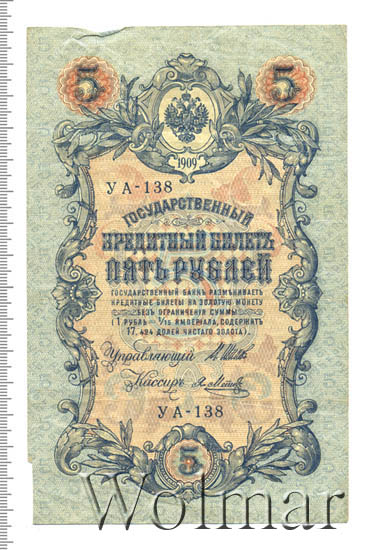 5 5
1909
УА-138
ГОСУДАРСТВЕННЫЙ
КРЕДИТНЫЙ БИЛЕТЪ
ПЯТЬ РУБЛЕЙ
ГОСУДАРСТВЕННЫЙ БАНКЪ РАЗМѢНИВАЕТЪ
КРЕДИТНЫЕ БИЛЕТЫ НА ЗОЛОТУЮ МОНЕТУ
БЕЗЪ ОГРАНИЧЕНІЯ СУММЫ
(1 РУБЛЬ = 1/15 ИМПЕРІАЛА, СОДЕРЖИТЪ
17,424 ДОЛЕЙ ЧИСТАГО ЗОЛОТА).
Управляющій
Кассиръ
УА-138
5
Wolmar